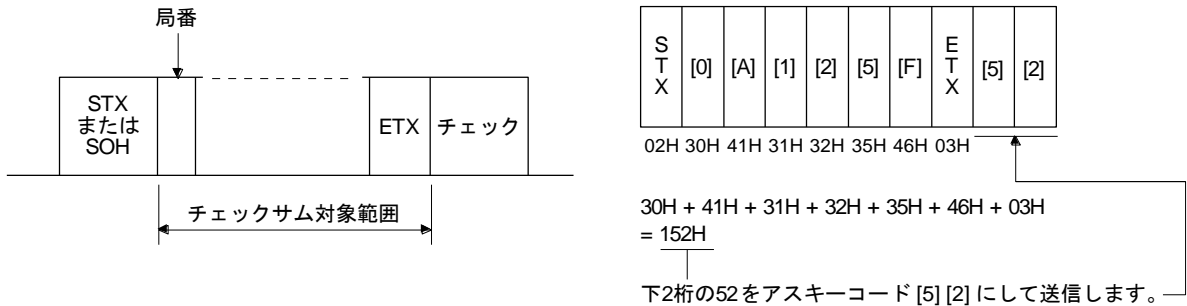 局番
STX
または
SOH
ETX
チェック
チェックサム対象範囲
STX [0] [A] [1] [2] [5] [F] ETX [5] [2]
02H 30H 41H 31H 32H 35H 46H 03H
30H + 41H + 31H + 32H + 35H + 46H + 03H
= 152H
下2桁の52をアスキーコード [5] [2] にして送信します。